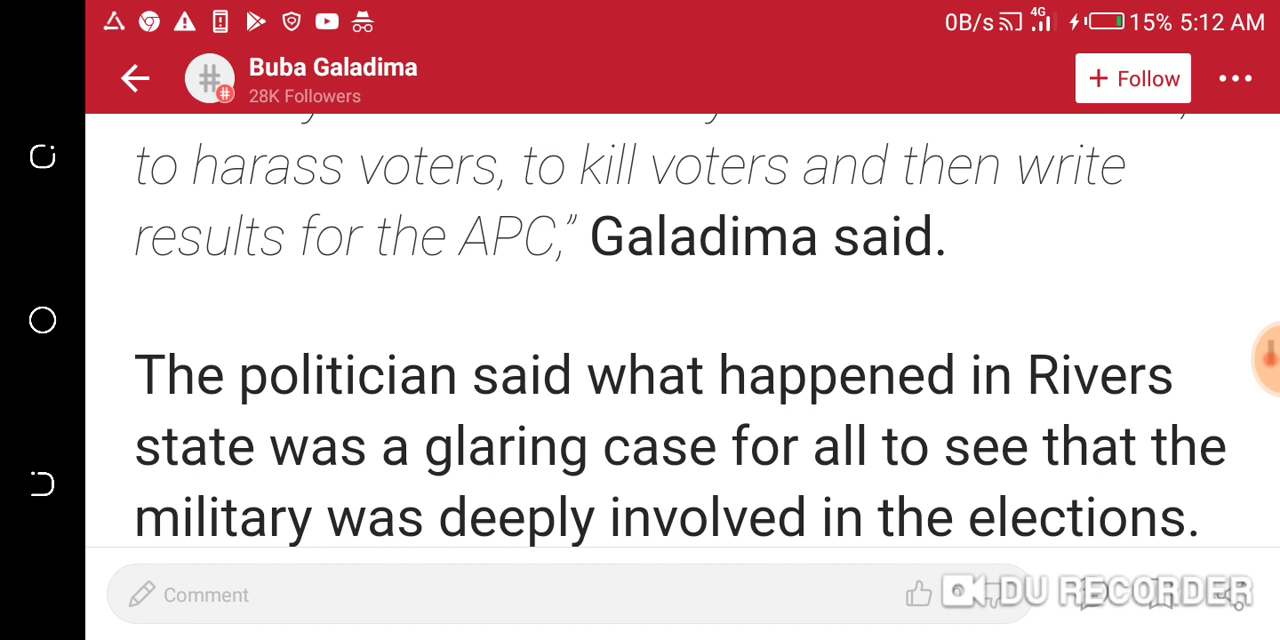 0B/s 4G 15% 5:12 AM
Buba Galadima
28K Followers
+ Follow
to harass voters, to kill voters and then write
results for the APC,” Galadima said.
The politician said what happened in Rivers
state was a glaring case for all to see that the
military was deeply involved in the elections.
Comment
DU RECORDER